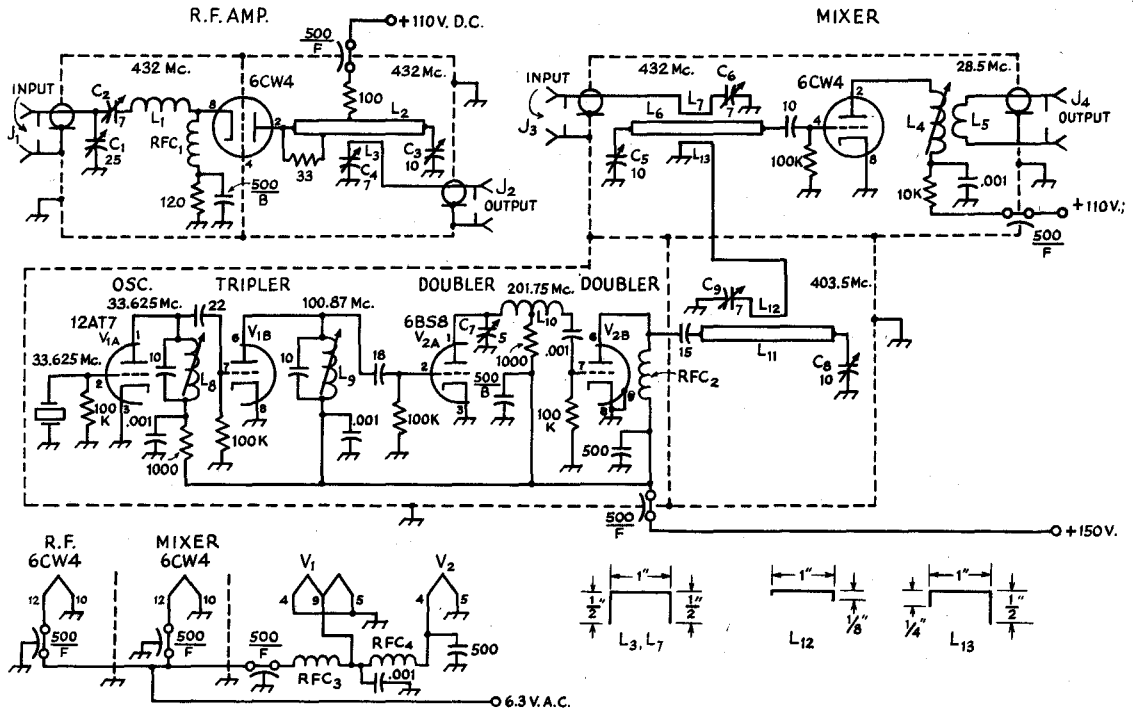 R.F. AMP.
MIXER
+110V. D.C.
500
F
432 Mc.
6CW4
432 Mc.
INPUT
J1
C2
7
L1
8
C1
25
RFC1
120
500
B
4
2
100
L2
33
L3
C4
7
C3
10
J2
OUTPUT
INPUT
J3
432 Mc.
C6
7
L7
L6
C5
10
L13
10
6CW4
2
4
8
100K
28.5 Mc.
L4
L5
J4
OUTPUT
.001
10K
+110V.;
500
F
OSC.
TRIPLER
DOUBLER
DOUBLER
33.625 Mc.
22
100.87 Mc.
201.75 Mc.
403.5 Mc.
12AT7
V1A
1
33.625 Mc.
2
3
100
K
10
L8
.001
1000
V1B
6
7
8
100K
10
L9
.001
18
100K
6BS8
V2A
1
2
3
C7
5
L10
1000
500
B
.001
V2B
6
7
8
9
100
K
500
RFC2
15
C9
7
L12
L11
C8
10
500
F
+150V.
R.F.
6CW4
MIXER
6CW4
V1
V2
12
10
12
10
4
9
5
4
5
500
F
500
F
500
F
RFC3
RFC4
.001
500
6.3 V. A.C.
1"
1/2"
1/2"
L3, L7
1"
1/8"
L12
1"
1/4"
1/2"
L13